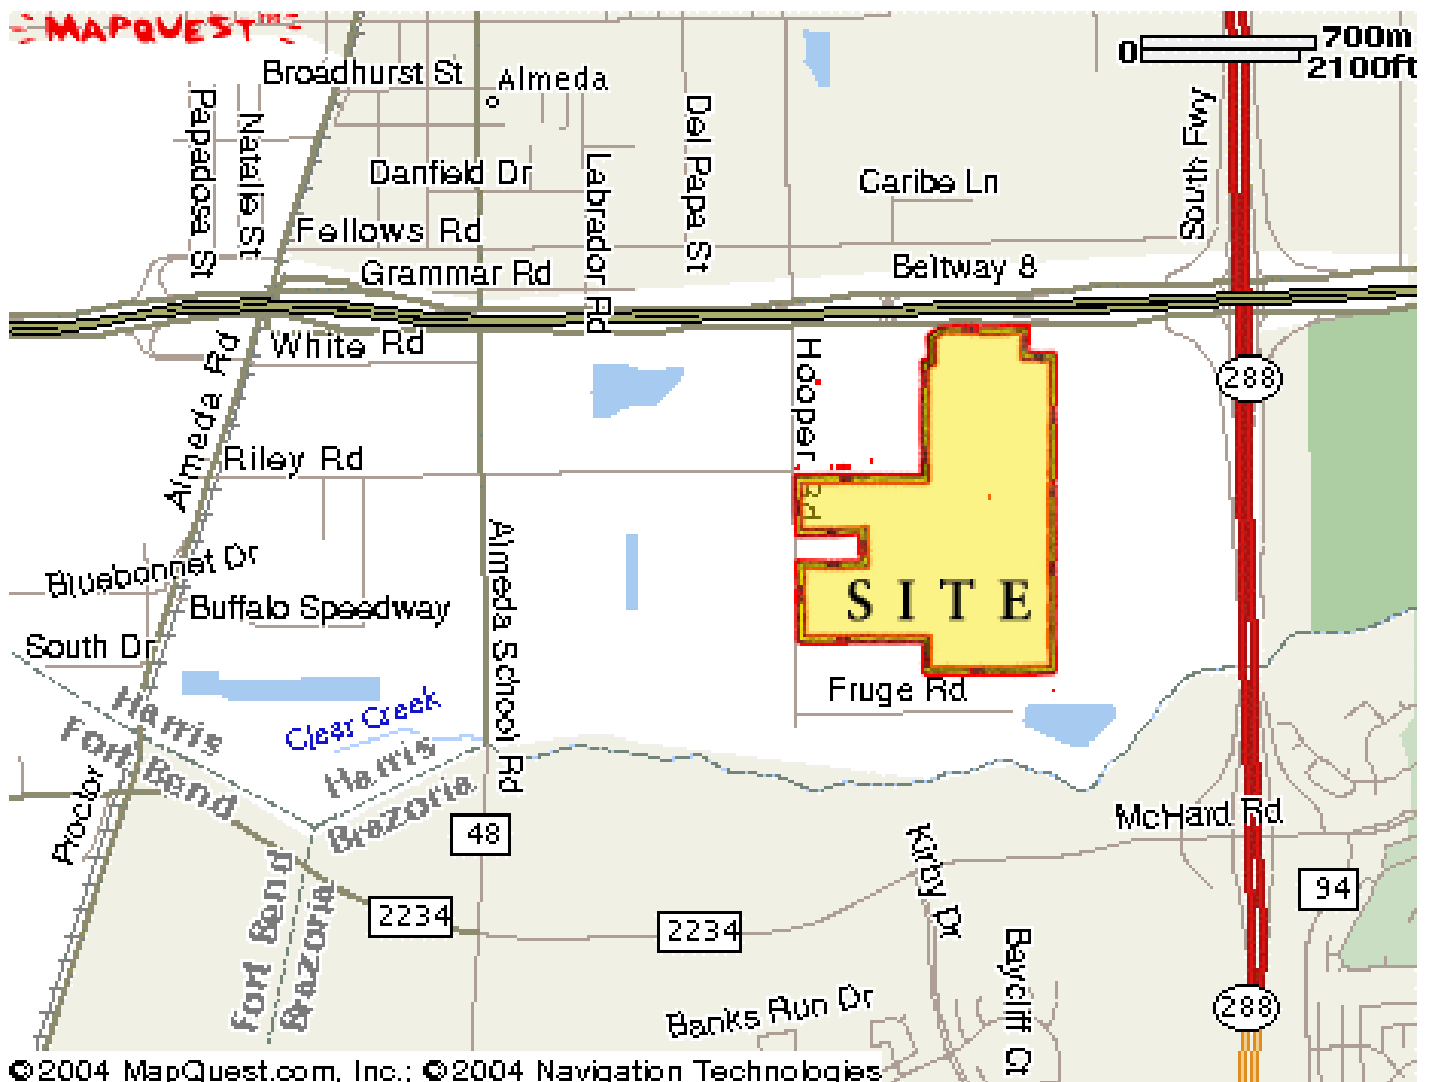 MAPQUEST™
0 700m
2100ft
Broadhurst St
Almeda
Papadosa St
Natalie St
Danfield Dr
Labrador Rd
Del Papa St
Caribe Ln
South Fwy
Fellows Rd
Grammar Rd
Beltway 8
White Rd
Almeda Rd
Hooper Rd
288
Riley Rd
Bluebonnet Dr
Buffalo Speedway
Almeda School Rd
SITE
South Dr
Fruge Rd
Harris
Fort Bend
Clear Creek
Harris
Brazoria
Proctor
48
McHard Rd
Kirby Dr
94
Fort Bend
Brazoria
2234
2234
Baycliff Ct
Banks Run Dr
288
©2004 MapQuest.com, Inc.; ©2004 Navigation Technologies